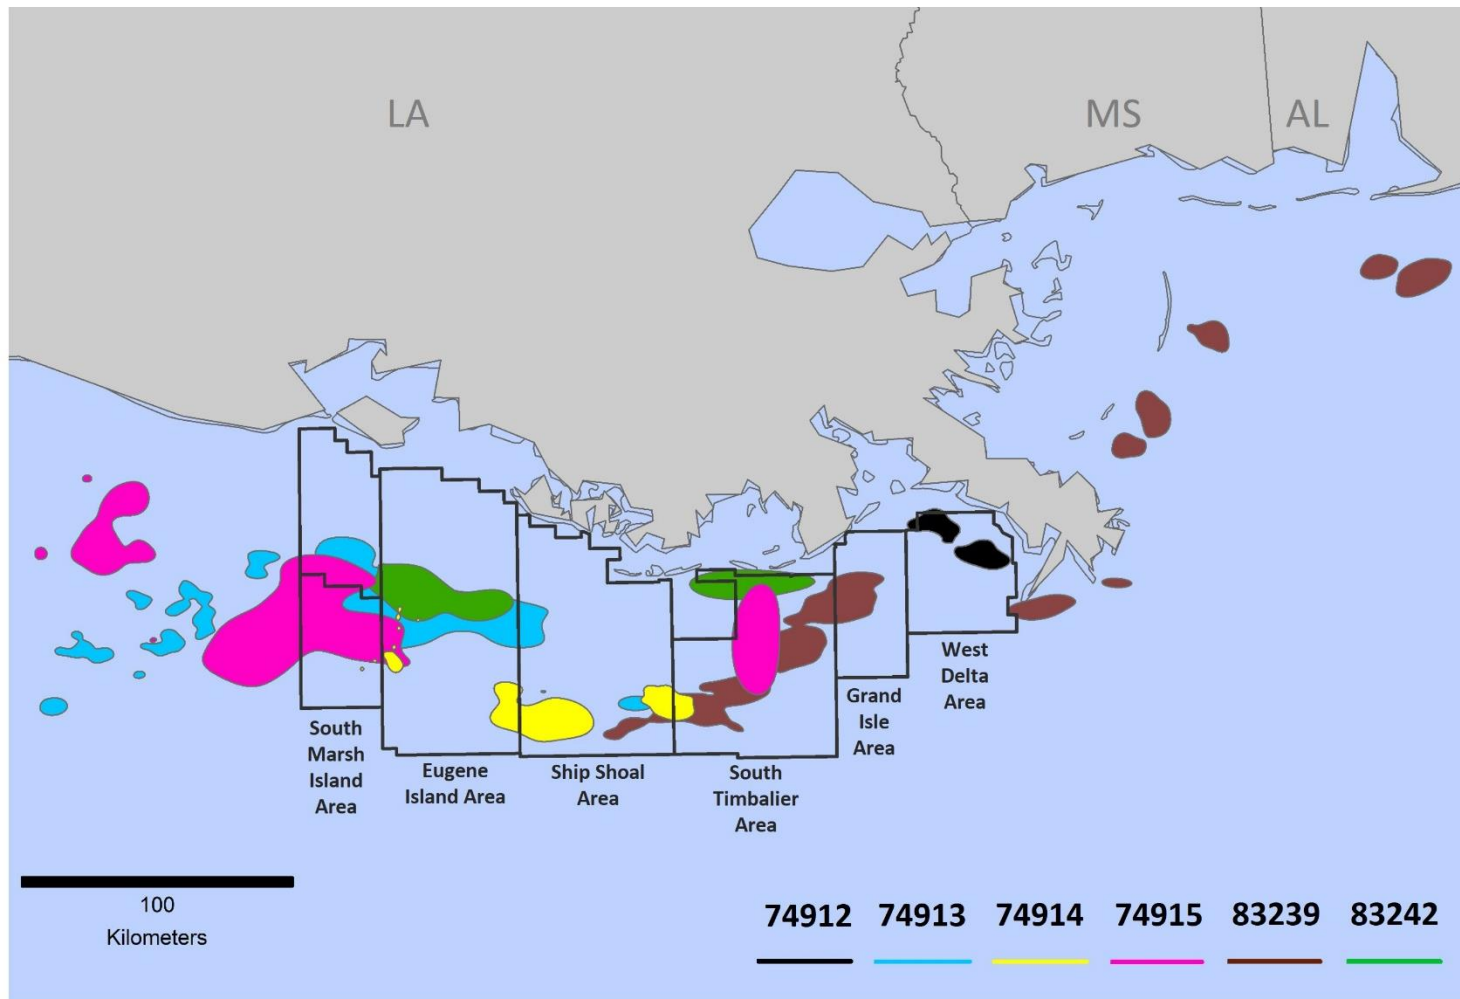 LA
MS
AL
South
Marsh
Island
Area
Eugene
Island Area
Ship Shoal
Area
South
Timbalier
Area
Grand
Isle
Area
West
Delta
Area
100
Kilometers
74912 74913 74914 74915 83239 83242